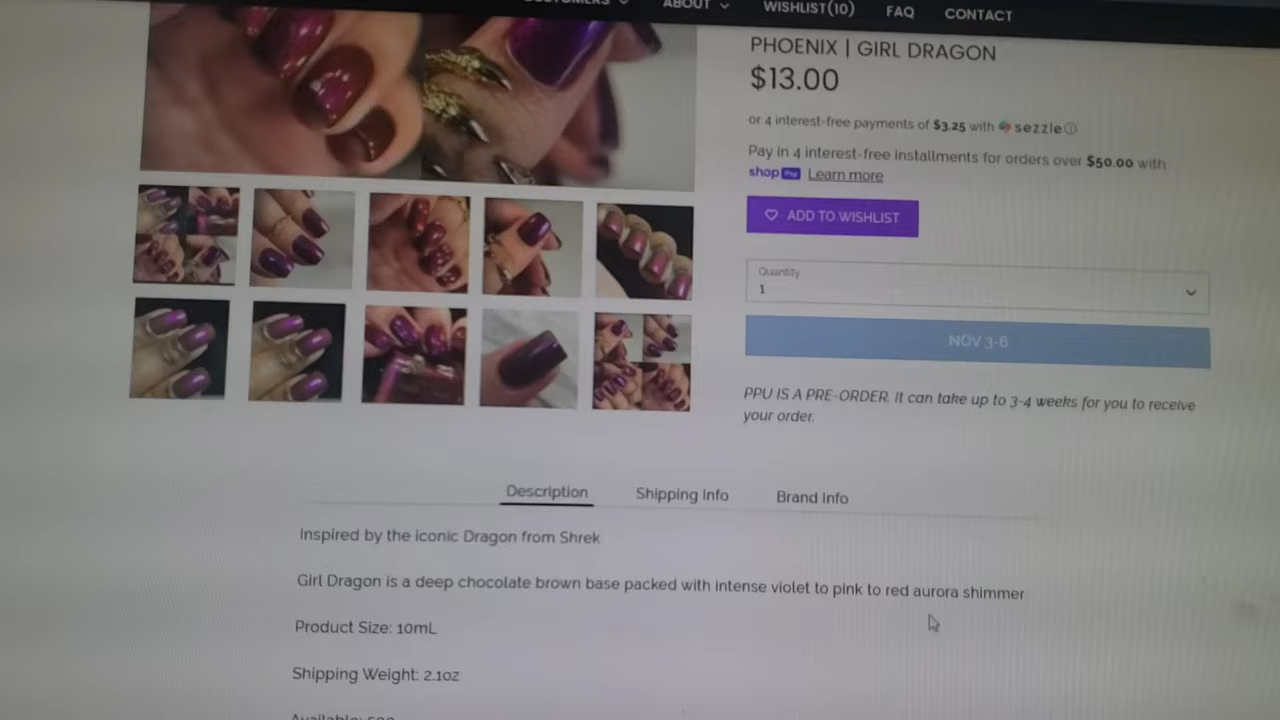 CUSTOMERS
ABOUT
WISHLIST(10)
FAQ
CONTACT
PHOENIX | GIRL DRAGON
$13.00
or 4 interest-free payments of $3.25 with sezzle
Pay in 4 interest-free installments for orders over $50.00 with
shop Pay Learn more
ADD TO WISHLIST
Quantity
1
NOV 3-6
PPU IS A PRE-ORDER. It can take up to 3-4 weeks for you to receive
your order.
Description Shipping Info Brand Info
Inspired by the iconic Dragon from Shrek
Girl Dragon is a deep chocolate brown base packed with intense violet to pink to red aurora shimmer
Product Size: 10mL
Shipping Weight: 2.1oz
Available: 500